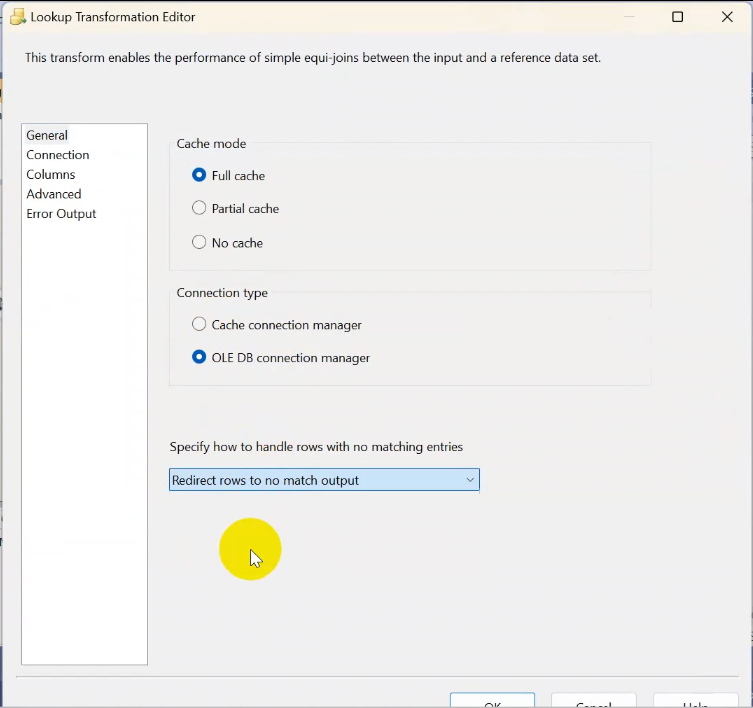 Lookup Transformation Editor
This transform enables the performance of simple equi-joins between the input and a reference data set.
General
Connection
Columns
Advanced
Error Output
Cache mode
Full cache
Partial cache
No cache
Connection type
Cache connection manager
OLE DB connection manager
Specify how to handle rows with no matching entries
Redirect rows to no match output
OK
Cancel
Help